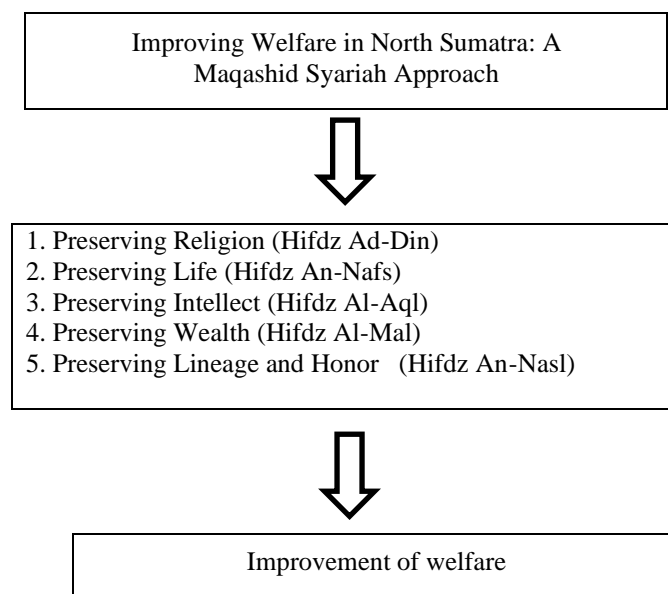 Improving Welfare in North Sumatra: A
Maqashid Syariah Approach
1. Preserving Religion (Hifdz Ad-Din)
2. Preserving Life (Hifdz An-Nafs)
3. Preserving Intellect (Hifdz Al-Aql)
4. Preserving Wealth (Hifdz Al-Mal)
5. Preserving Lineage and Honor (Hifdz An-Nasl)
Improvement of welfare